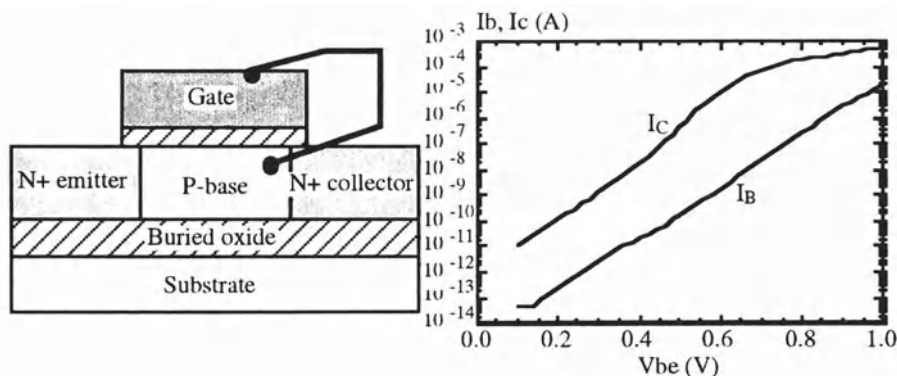 Ib, Ic (A)
Gate
N+ emitter
P-base
N+ collector
Buried oxide
Substrate
10 -3
10 -4
10 -5
10 -6
10 -7
10 -8
10 -9
10 -10
10 -11
10 -12
10 -13
10 -14
IC
IB
0.0
0.2
0.4
0.6
0.8
1.0
Vbe (V)